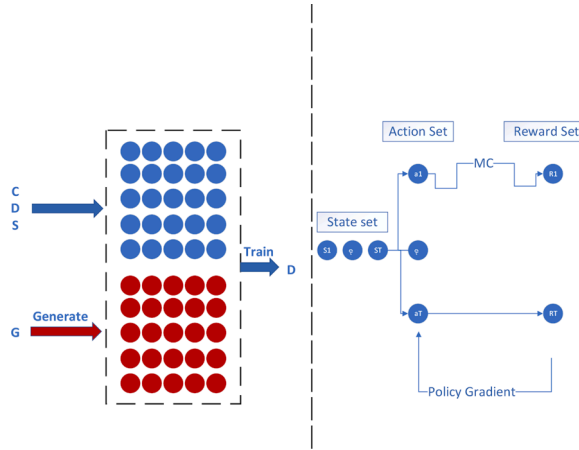 C
D
S
Generate
G
Train
D
Action Set
Reward Set
a1
MC
R1
State set
S1
φ
ST
φ
aT
RT
Policy Gradient